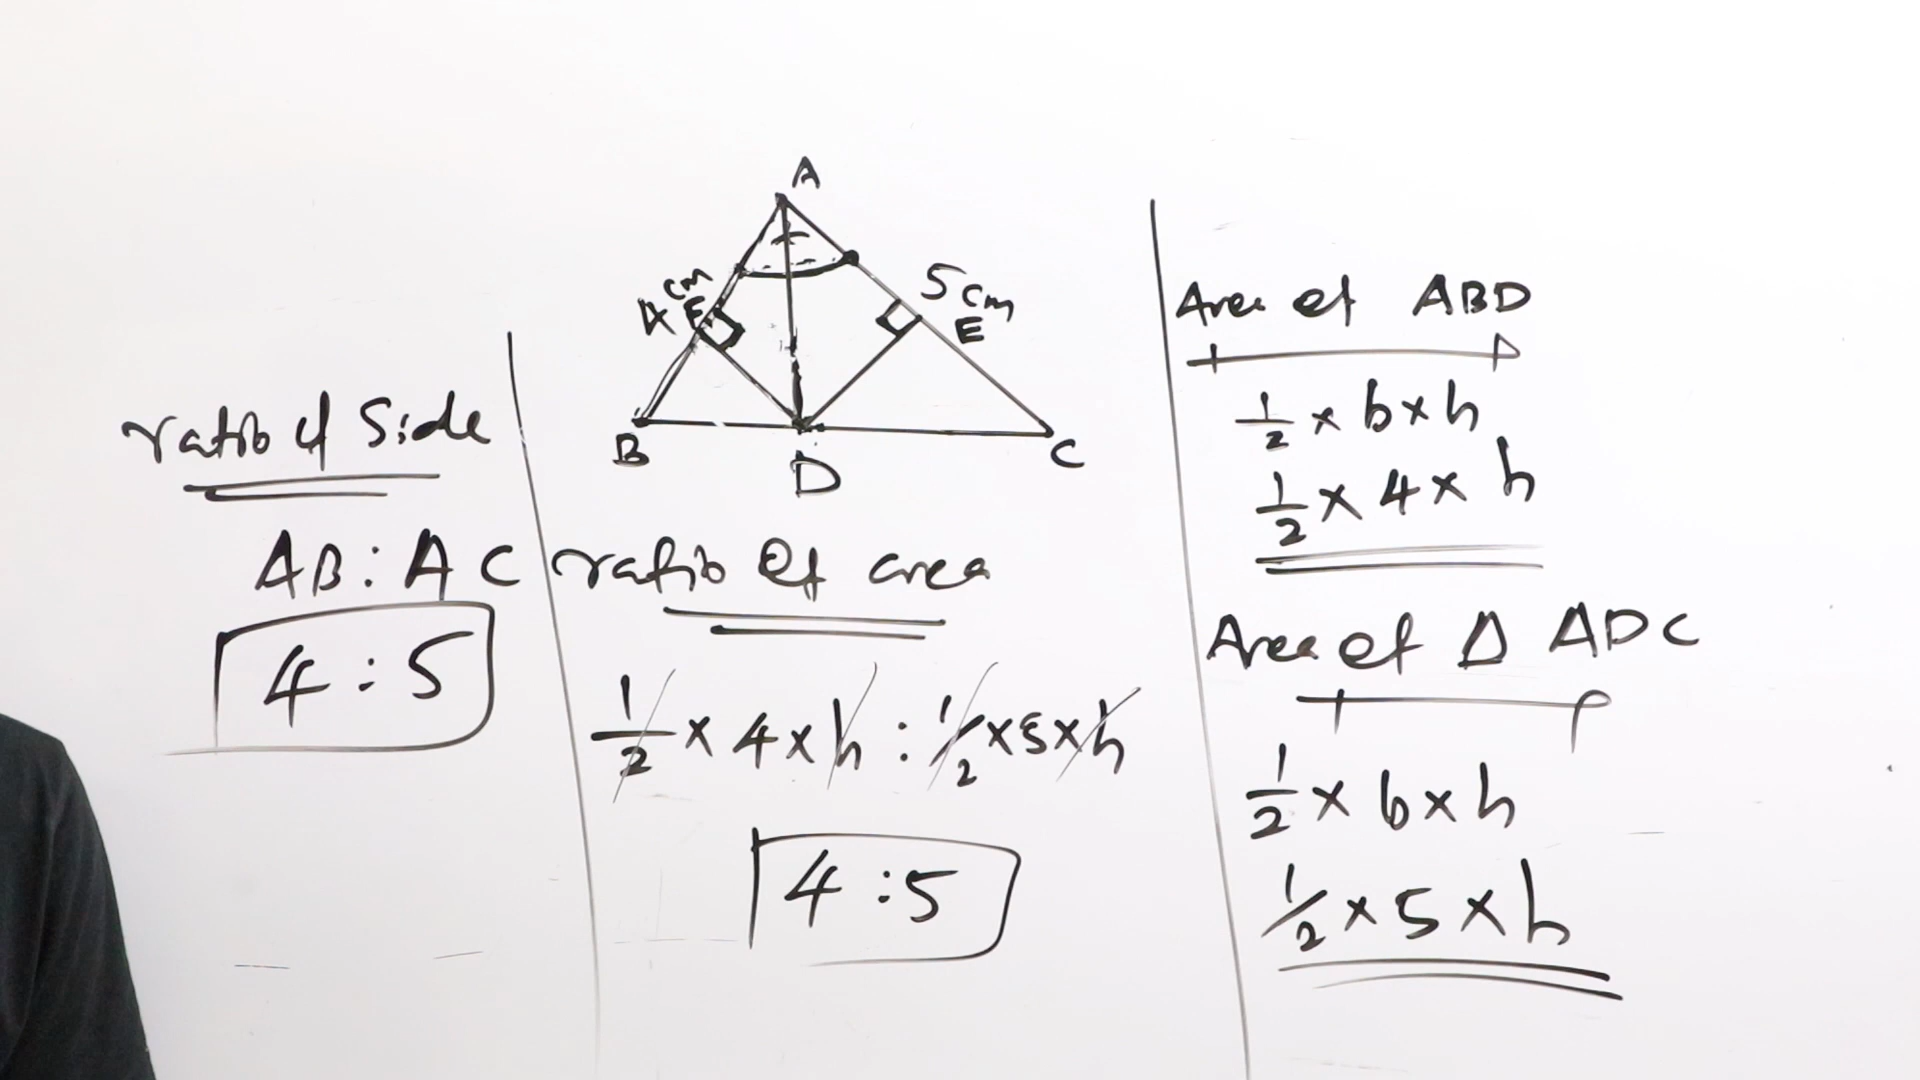 ratio of Side
AB : AC
4 : 5
A
4 cm
E
5 cm
E
B
D
C
ratio of area
1/2 × 4 × h : 1/2 × 5 × h
4 : 5
Area of ABD
1/2 × b × h
1/2 × 4 × h
Area of Δ ADC
1/2 × b × h
1/2 × 5 × h